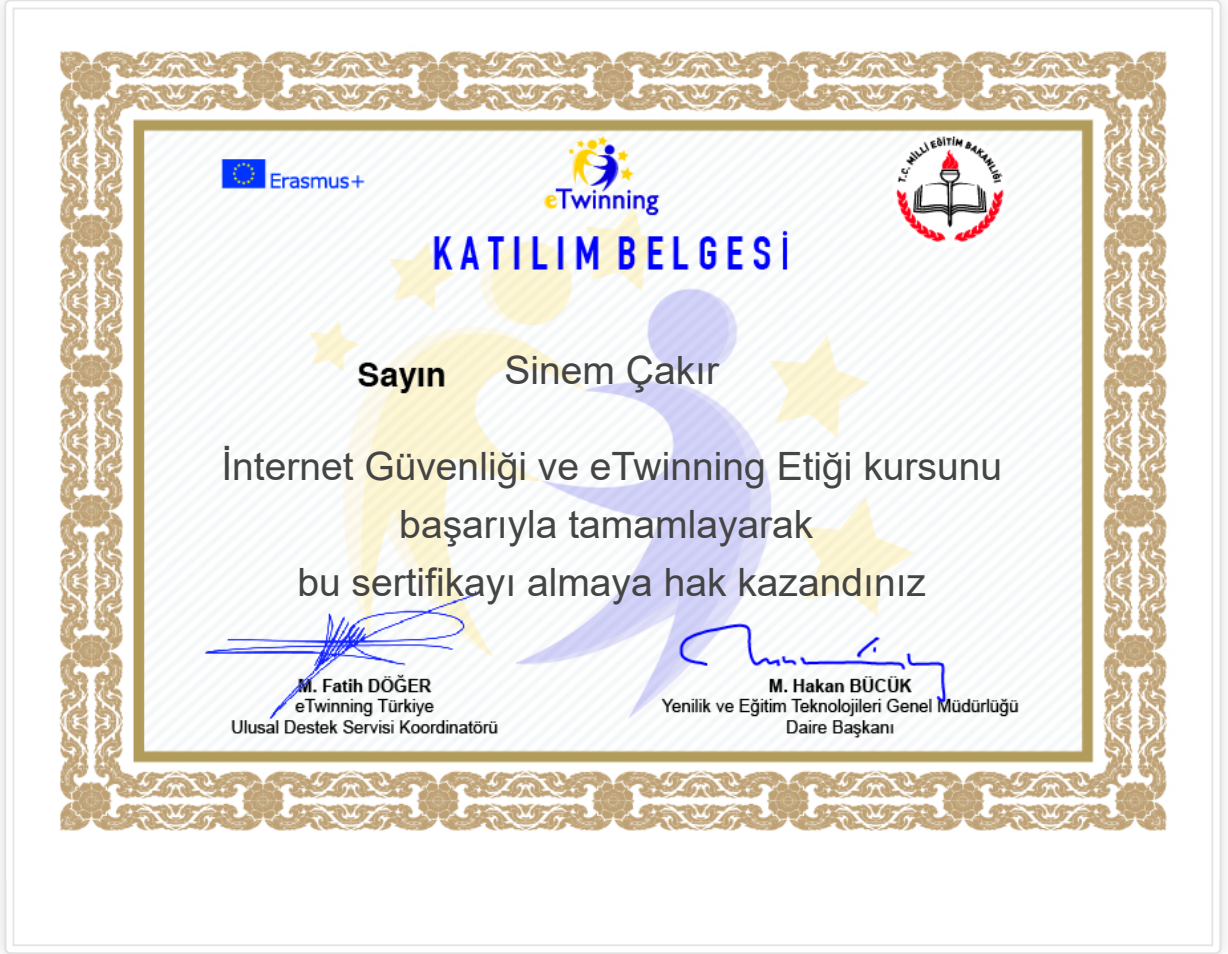 Erasmus+
eTwinning
T.C. MİLLİ EĞİTİM BAKANLIĞI
KATILIM BELGESİ
Sayın Sinem Çakır
İnternet Güvenliği ve eTwinning Etiği kursunu
başarıyla tamamlayarak
bu sertifikayı almaya hak kazandınız
M. Fatih DÖĞER
eTwinning Türkiye
Ulusal Destek Servisi Koordinatörü
M. Hakan BÜCÜK
Yenilik ve Eğitim Teknolojileri Genel Müdürlüğü
Daire Başkanı